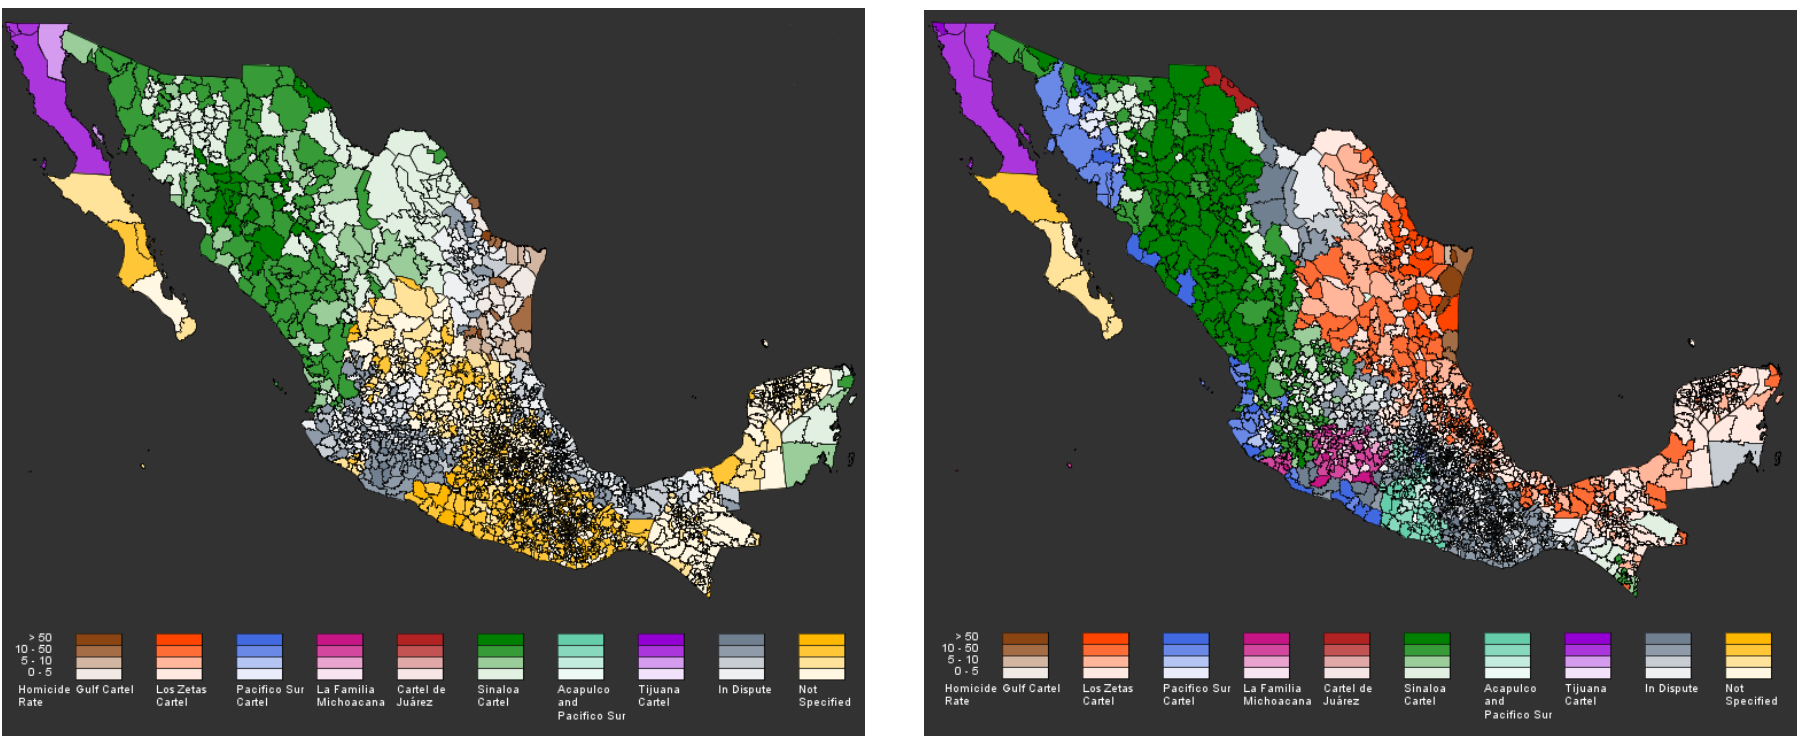 > 50
10 - 50
5 - 10
0 - 5
Homicide Rate
Gulf Cartel
Los Zetas
Cartel
Pacifico Sur
Cartel
La Familia
Michoacana
Cartel de
Juárez
Sinaloa
Cartel
Acapulco
and
Pacifico Sur
Tijuana
Cartel
In Dispute
Not
Specified
> 50
10 - 50
5 - 10
0 - 5
Homicide
Rate
Gulf Cartel
Los Zetas
Cartel
Pacifico Sur
Cartel
La Familia
Michoacana
Cartel de
Juárez
Sinaloa
Cartel
Acapulco
and
Pacifico Sur
Tijuana
Cartel
In Dispute
Not
Specified